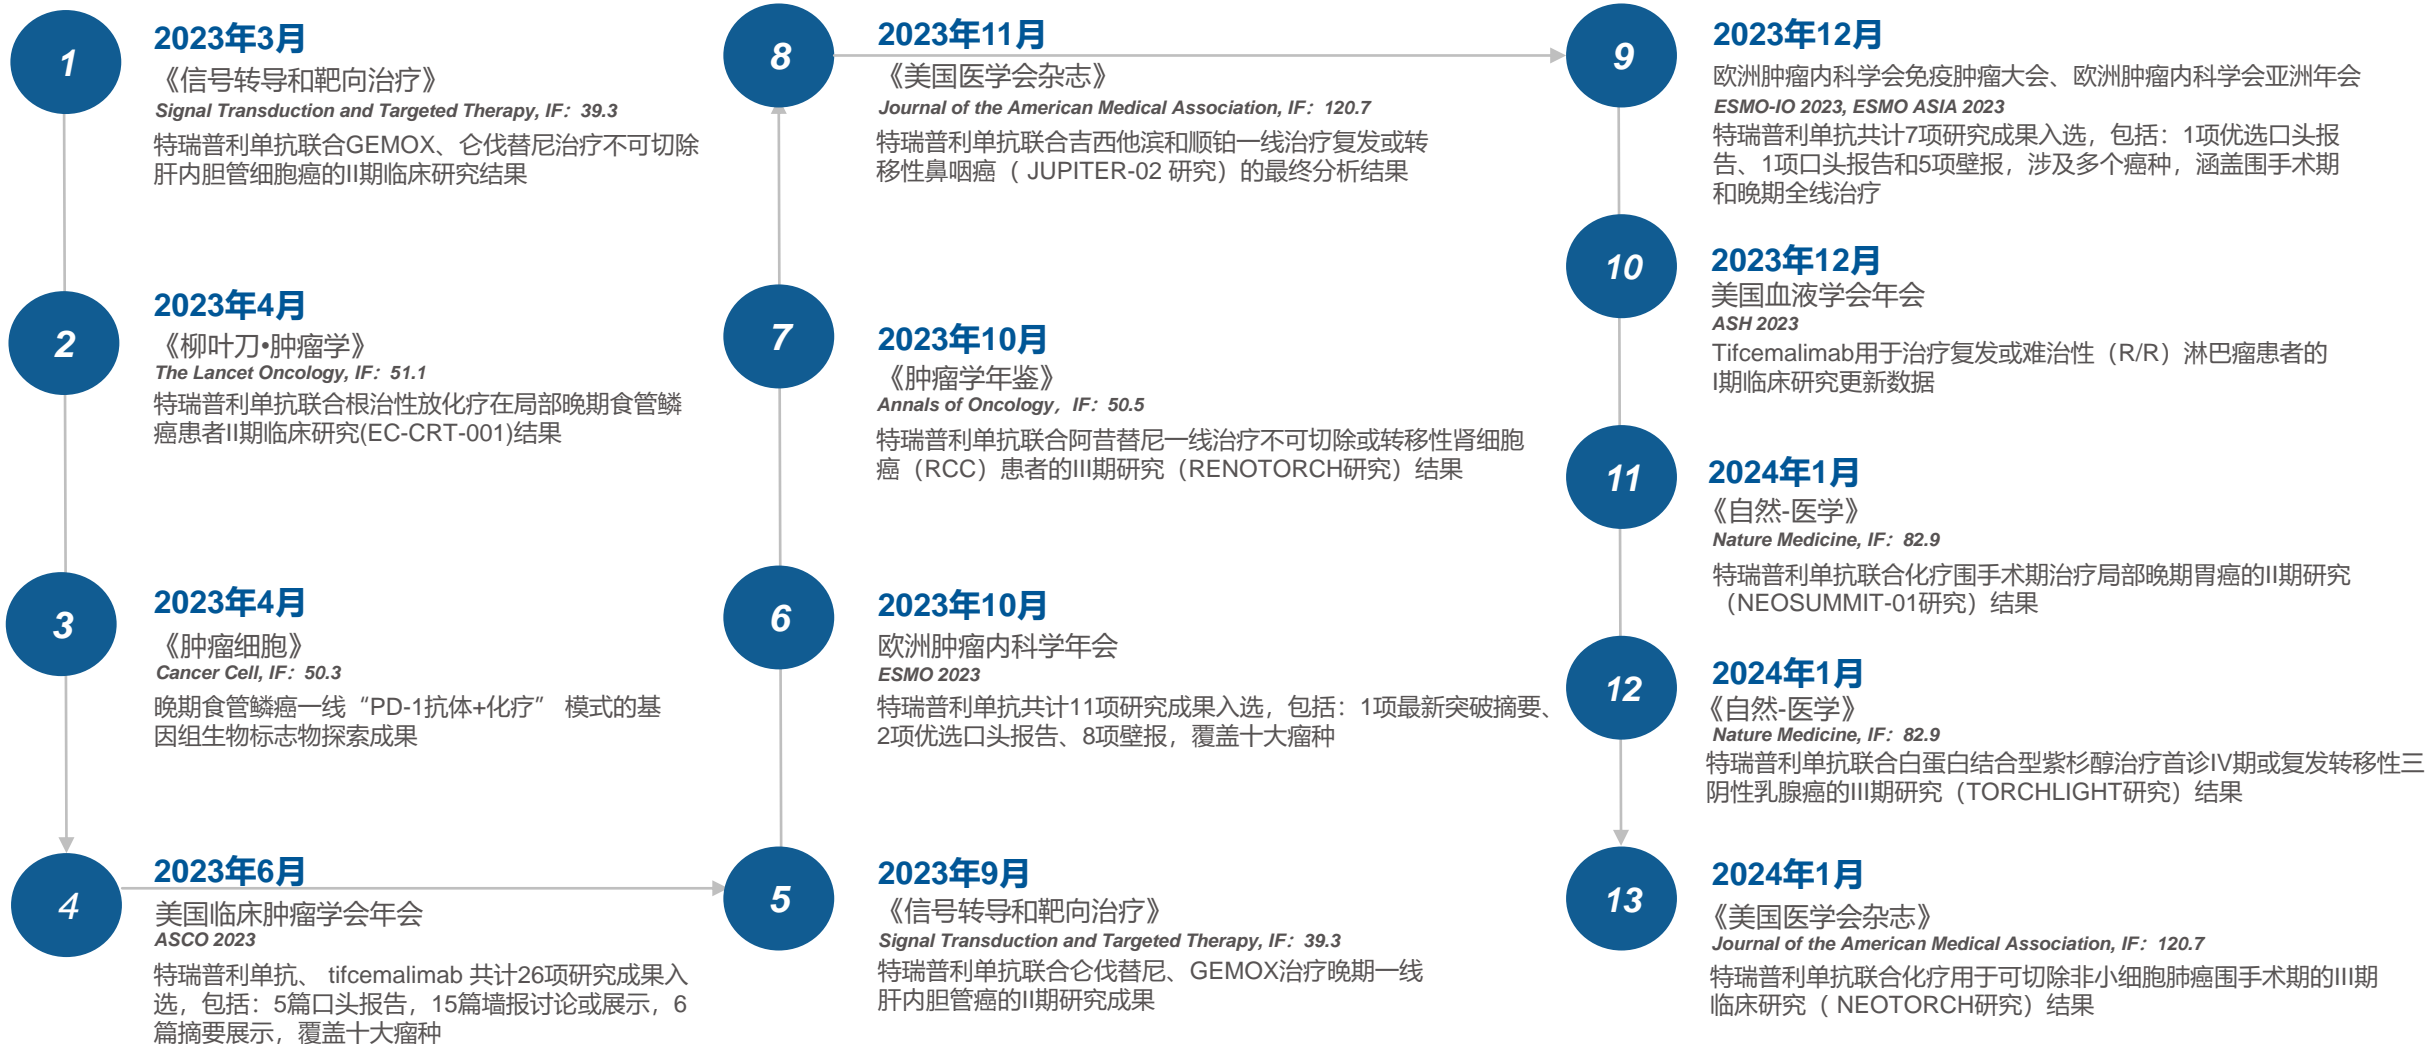 1
2023年3月
《信号转导和靶向治疗》
Signal Transduction and Targeted Therapy, IF：39.3
特瑞普利单抗联合GEMOX、仑伐替尼治疗不可切除
肝内胆管细胞癌的II期临床研究结果
2
2023年4月
《柳叶刀•肿瘤学》
The Lancet Oncology, IF：51.1
特瑞普利单抗联合根治性放化疗在局部晚期食管鳞
癌患者II期临床研究(EC-CRT-001)结果
3
2023年4月
《肿瘤细胞》
Cancer Cell, IF：50.3
晚期食管鳞癌一线“PD-1抗体+化疗” 模式的基
因组生物标志物探索成果
4
2023年6月
美国临床肿瘤学会年会
ASCO 2023
特瑞普利单抗、 tifcemalimab 共计26项研究成果入
选，包括：5篇口头报告，15篇墙报讨论或展示，6
篇摘要展示，覆盖十大瘤种
5
2023年9月
《信号转导和靶向治疗》
Signal Transduction and Targeted Therapy, IF：39.3
特瑞普利单抗联合仑伐替尼、GEMOX治疗晚期一线
肝内胆管癌的II期研究成果
6
2023年10月
欧洲肿瘤内科学年会
ESMO 2023
特瑞普利单抗共计11项研究成果入选，包括：1项最新突破摘要、
2项优选口头报告、8项壁报，覆盖十大瘤种
7
2023年10月
《肿瘤学年鉴》
Annals of Oncology，IF：50.5
特瑞普利单抗联合阿昔替尼一线治疗不可切除或转移性肾细胞
癌（RCC）患者的III期研究（RENOTORCH研究）结果
8
2023年11月
《美国医学会杂志》
Journal of the American Medical Association, IF：120.7
特瑞普利单抗联合吉西他滨和顺铂一线治疗复发或转
移性鼻咽癌（ JUPITER-02 研究）的最终分析结果
9
2023年12月
欧洲肿瘤内科学会免疫肿瘤大会、欧洲肿瘤内科学会亚洲年会
ESMO-IO 2023, ESMO ASIA 2023
特瑞普利单抗共计7项研究成果入选，包括：1项优选口头报
告、1项口头报告和5项壁报，涉及多个癌种，涵盖围手术期
和晚期全线治疗
10
2023年12月
美国血液学会年会
ASH 2023
Tifcemalimab用于治疗复发或难治性（R/R）淋巴瘤患者的
I期临床研究更新数据
11
2024年1月
《自然-医学》
Nature Medicine, IF：82.9
特瑞普利单抗联合化疗围手术期治疗局部晚期胃癌的II期研究
（NEOSUMMIT-01研究）结果
12
2024年1月
《自然-医学》
Nature Medicine, IF：82.9
特瑞普利单抗联合白蛋白结合型紫杉醇治疗首诊IV期或复发转移性三
阴性乳腺癌的III期研究（TORCHLIGHT研究）结果
13
2024年1月
《美国医学会杂志》
Journal of the American Medical Association, IF：120.7
特瑞普利单抗联合化疗用于可切除非小细胞肺癌围手术期的III期
临床研究（ NEOTORCH研究）结果